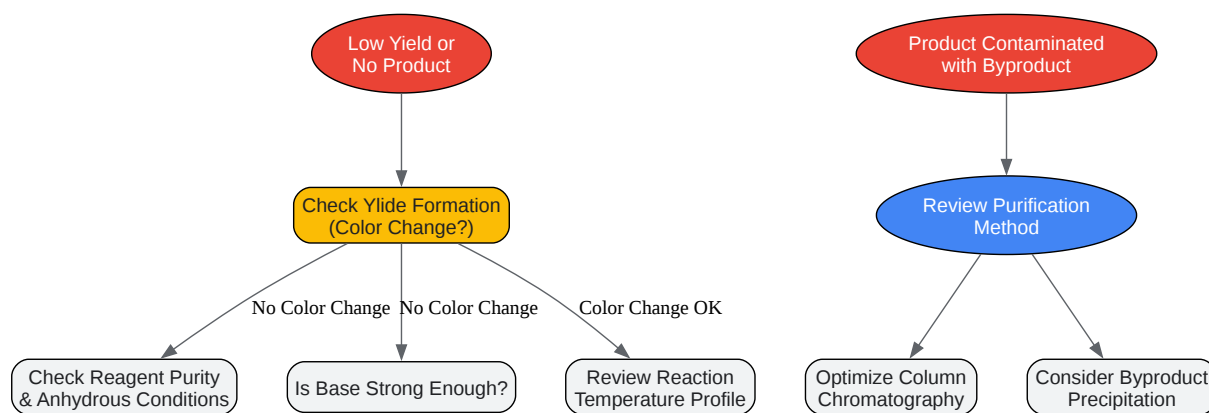 Low Yield or
No Product
Product Contaminated
with Byproduct
Check Ylide Formation
(Color Change?)
Review Purification
Method
No Color Change
No Color Change
Color Change OK
Check Reagent Purity
& Anhydrous Conditions
Is Base Strong Enough?
Review Reaction
Temperature Profile
Optimize Column
Chromatography
Consider Byproduct
Precipitation